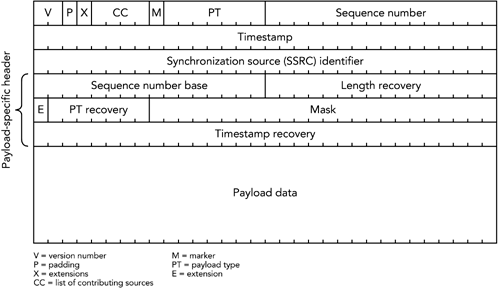 V P X CC M PT Sequence number
Timestamp
Synchronization source (SSRC) identifier
Payload-specific header
Sequence number base Length recovery
E PT recovery Mask
Timestamp recovery
Payload data
V = version number M = marker
P = padding PT = payload type
X = extensions E = extension
CC = list of contributing sources